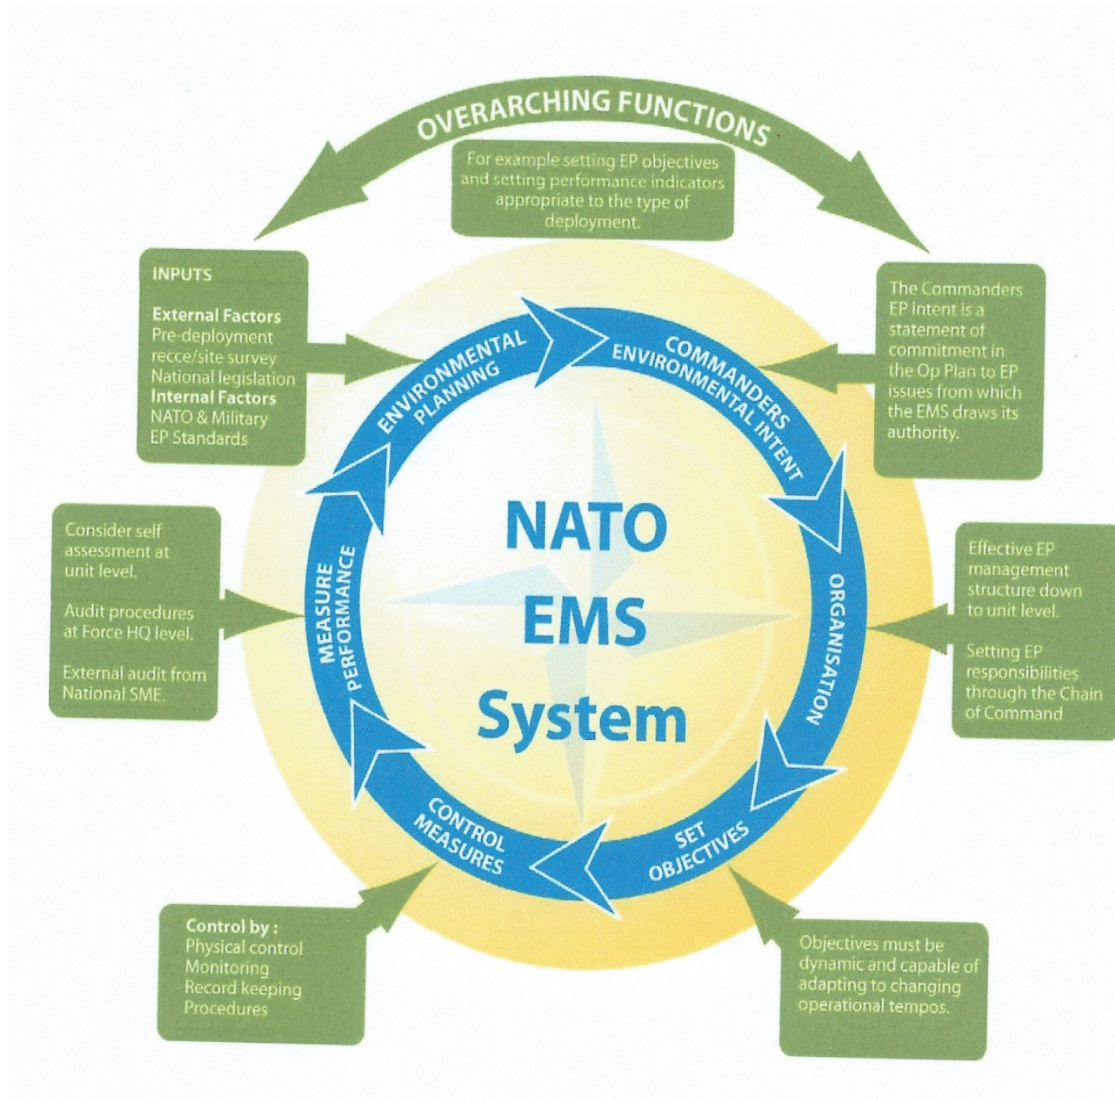 OVERARCHING FUNCTIONS
For example setting EP objectives
and setting performance indicators
appropriate to the type of
deployment.
INPUTS
External Factors
Pre-deployment
recce/site survey
National legislation
Internal Factors
NATO & Military
EP Standards
The Commanders
EP intent is a
statement of
commitment in
the Op Plan to EP
issues from which
the EMS draws its
authority.
ENVIRONMENTAL
PLANNING
COMMANDERS
ENVIRONMENTAL INTENT
NATO
EMS
System
Consider self
assessment at
unit level.
Audit procedures
at Force HQ level.
External audit from
National SME.
MEASURE
PERFORMANCE
ORGANISATION
Effective EP
management
structure down
to unit level.
Setting EP
responsibilities
through the Chain
of Command
CONTROL
MEASURES
SET
OBJECTIVES
Control by :
Physical control
Monitoring
Record keeping
Procedures
Objectives must be
dynamic and capable of
adapting to changing
operational tempos.